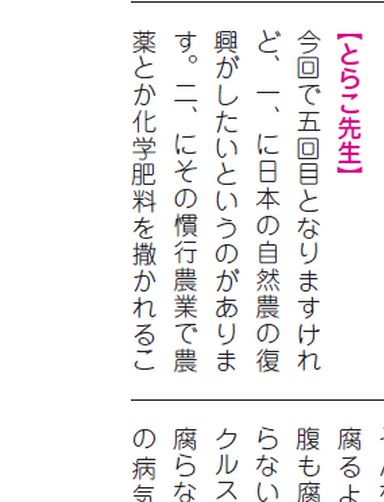 【とらこ先生】
今回で五回目となりますけれ
ど、一、に日本の自然農の復
興がしたいというのがありま
す。二、にその慣行農業で農
薬とか化学肥料を撒かれるこ
腐るよ
腹も腐
らない
クルス
腐らな
の病気